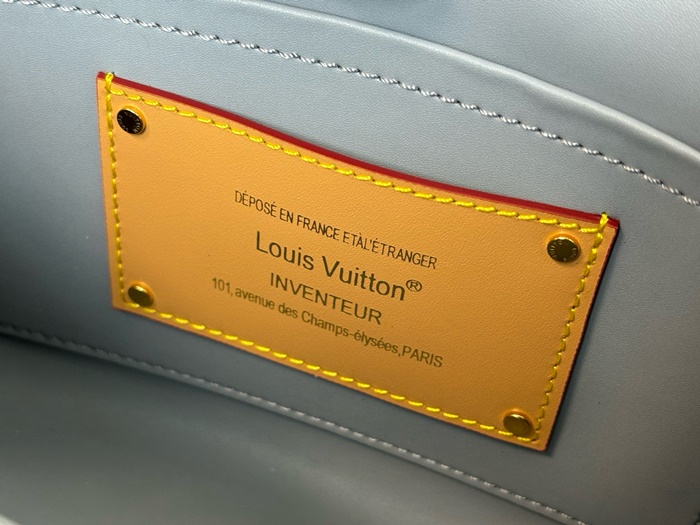 DÉPOSÉ EN FRANCE ETÀL'ÉTRANGER
Louis Vuitton®
INVENTEUR
101,avenue des Champs-élysées,PARIS